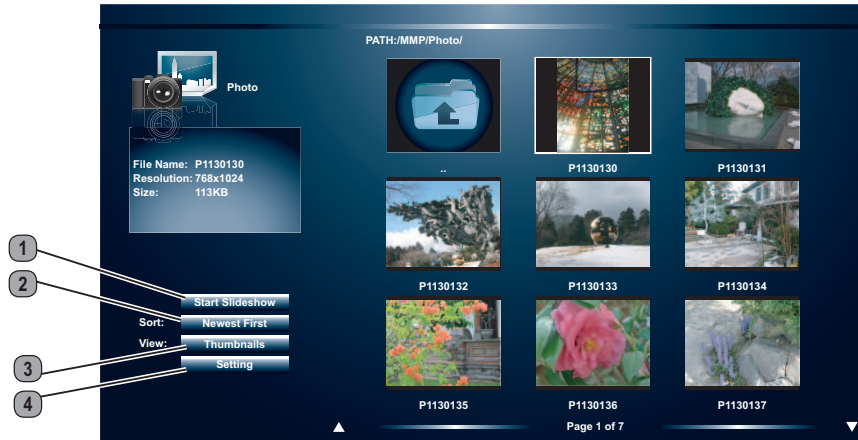 PATH:/MMP/Photo/
Photo
File Name: P1130130
Resolution: 768x1024
Size: 113KB
.. P1130130 P1130131
P1130132 P1130133 P1130134
1
2
Start Slideshow
Sort: Newest First
View: Thumbnails
Setting
3
4
P1130135 P1130136 P1130137
Page 1 of 7